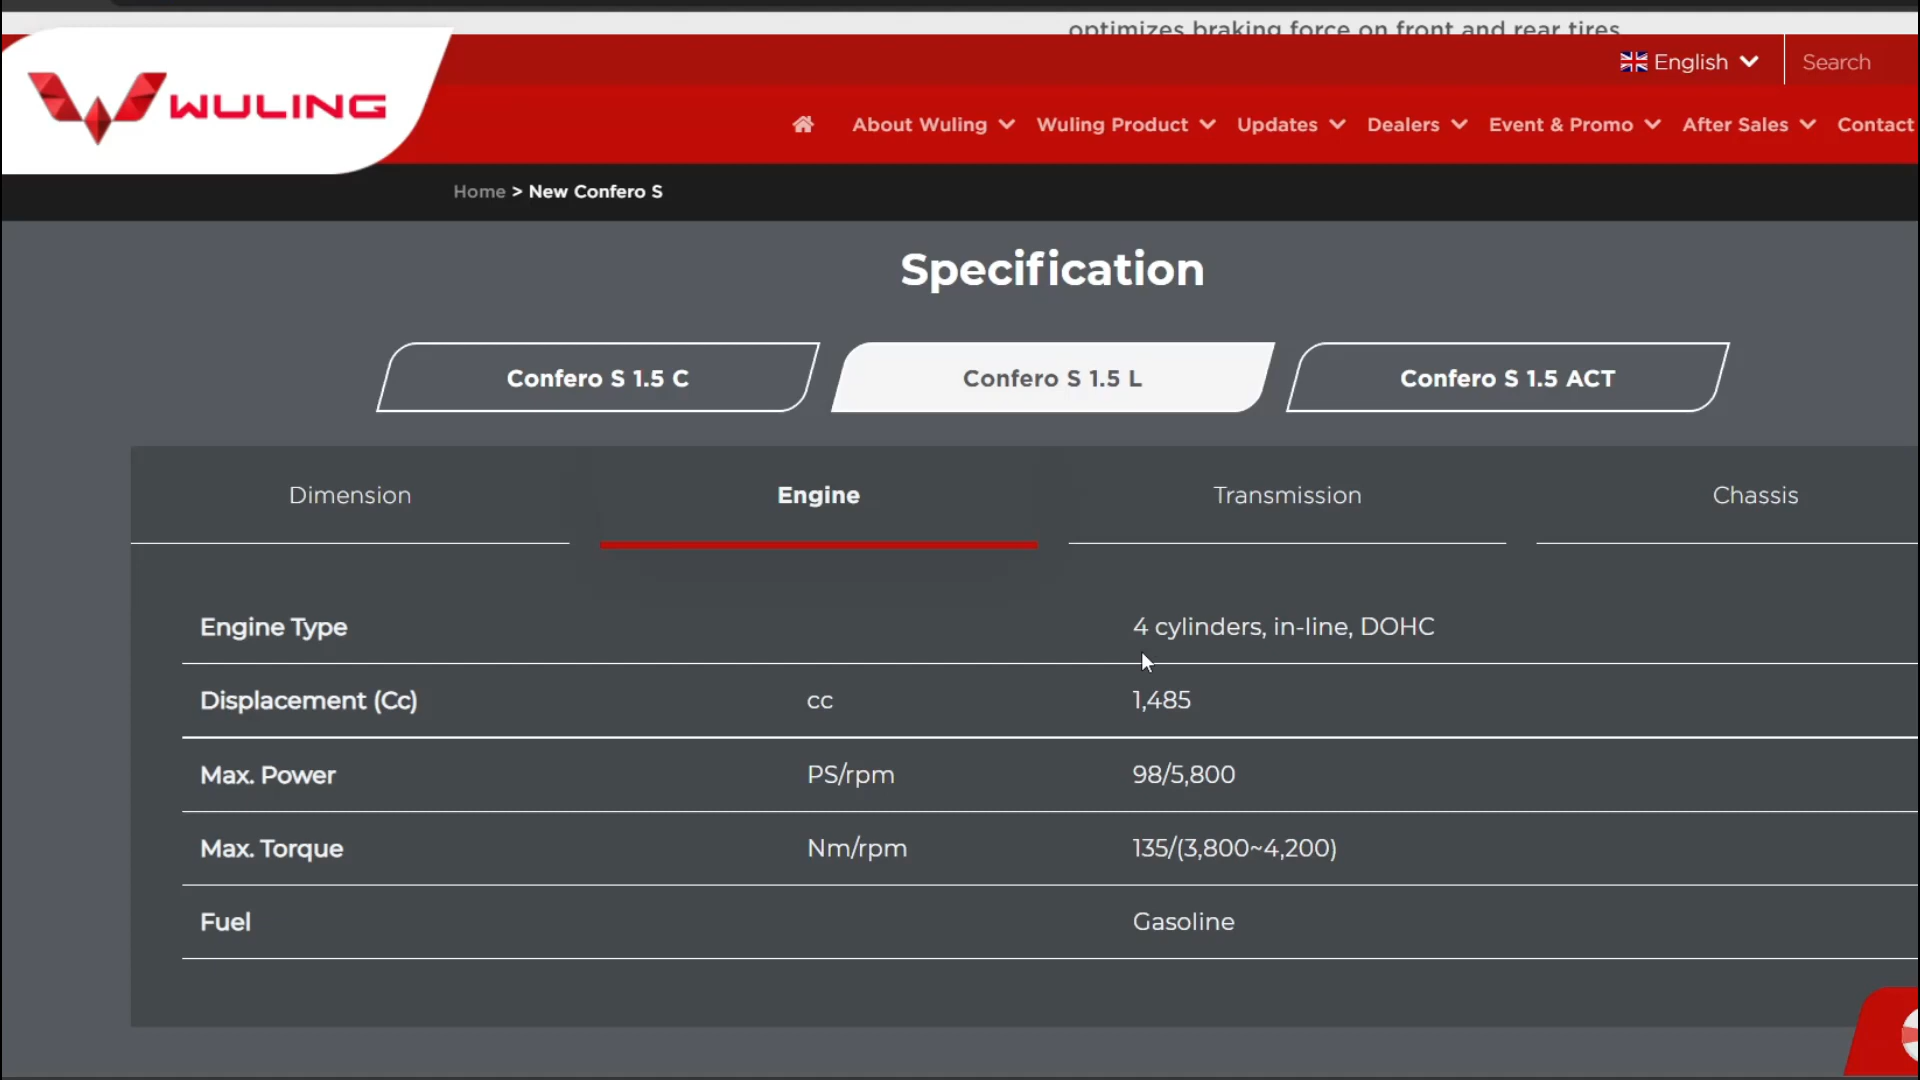 optimizes braking force on front and rear tires
English
Search
WULING
About Wuling
Wuling Product
Updates
Dealers
Event & Promo
After Sales
Contact
Home > New Confero S
Specification
Confero S 1.5 C
Confero S 1.5 L
Confero S 1.5 ACT
Dimension
Engine
Transmission
Chassis
Engine Type 4 cylinders, in-line, DOHC
Displacement (Cc) cc 1,485
Max. Power PS/rpm 98/5,800
Max. Torque Nm/rpm 135/(3,800~4,200)
Fuel Gasoline